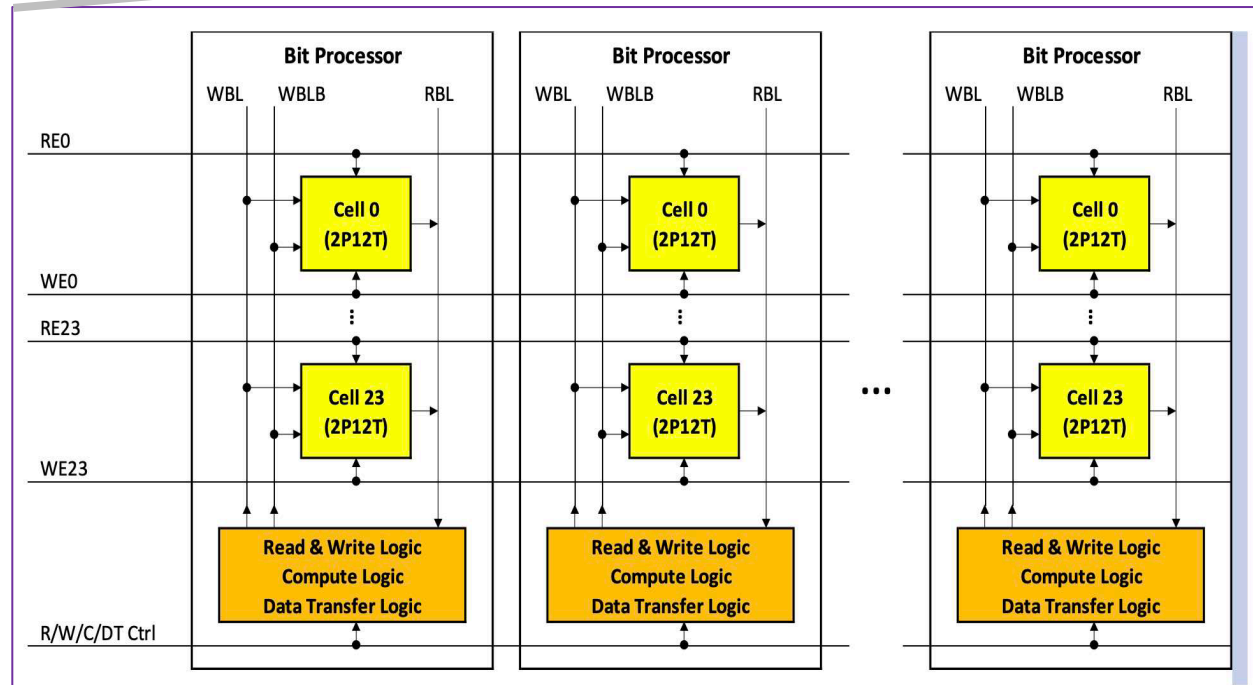 Bit Processor Bit Processor Bit Processor
WBL WBLB RBL WBL WBLB RBL WBL WBLB RBL
RE0
Cell 0 Cell 0 Cell 0
(2P12T) (2P12T) (2P12T)
WE0
RE23
Cell 23 Cell 23 Cell 23
(2P12T) (2P12T) (2P12T)
WE23
Read & Write Logic Read & Write Logic Read & Write Logic
Compute Logic Compute Logic Compute Logic
Data Transfer Logic Data Transfer Logic Data Transfer Logic
R/W/C/DT Ctrl